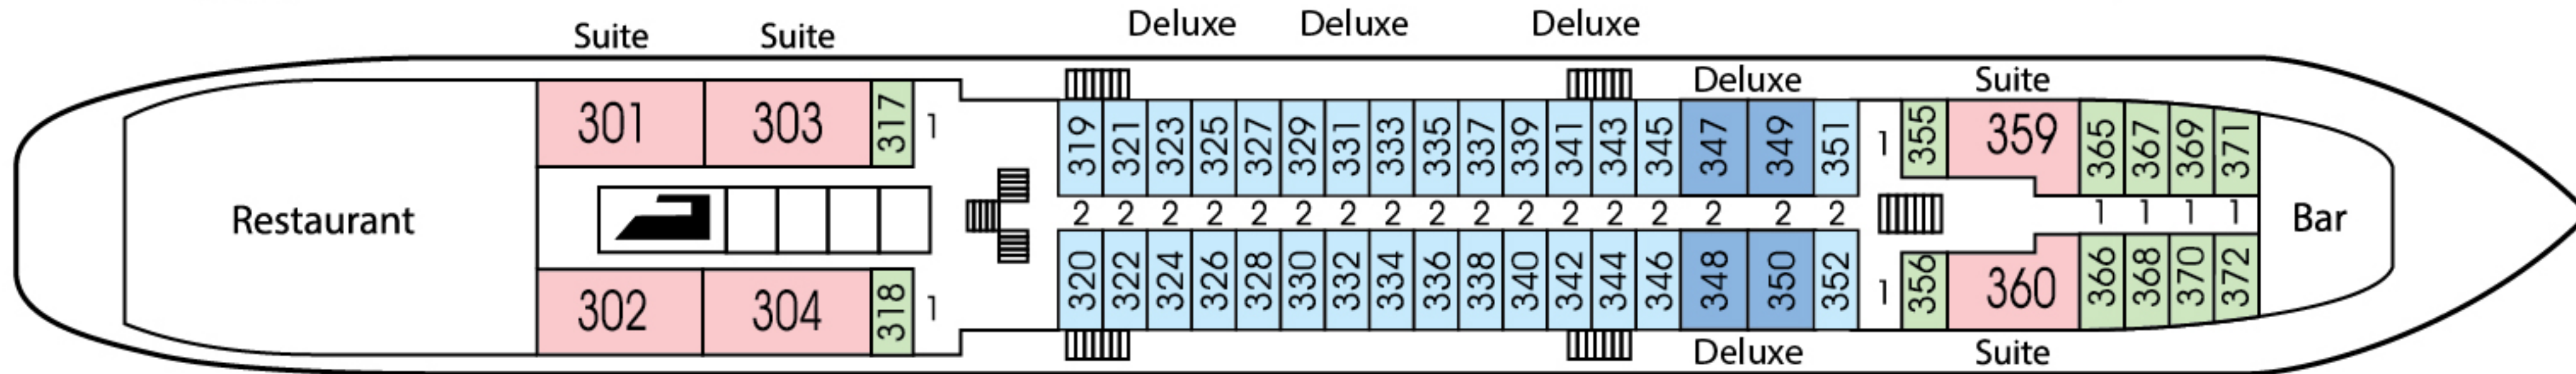 Deluxe Deluxe Deluxe
Suite Suite
Deluxe Suite
301 303 317 1
319 321 323 325 327 329 331 333 335 337 339 341 343 345 347 349 351 1 355 359 365 367 369 371
Restaurant
2 2 2 2 2 2 2 2 2 2 2 2 2 2 2 2 2
1 1 1 1
Bar
302 304 318 1
320 322 324 326 328 330 332 334 336 338 340 342 344 346 348 350 352 1 356 360 366 368 370 372
Deluxe Suite